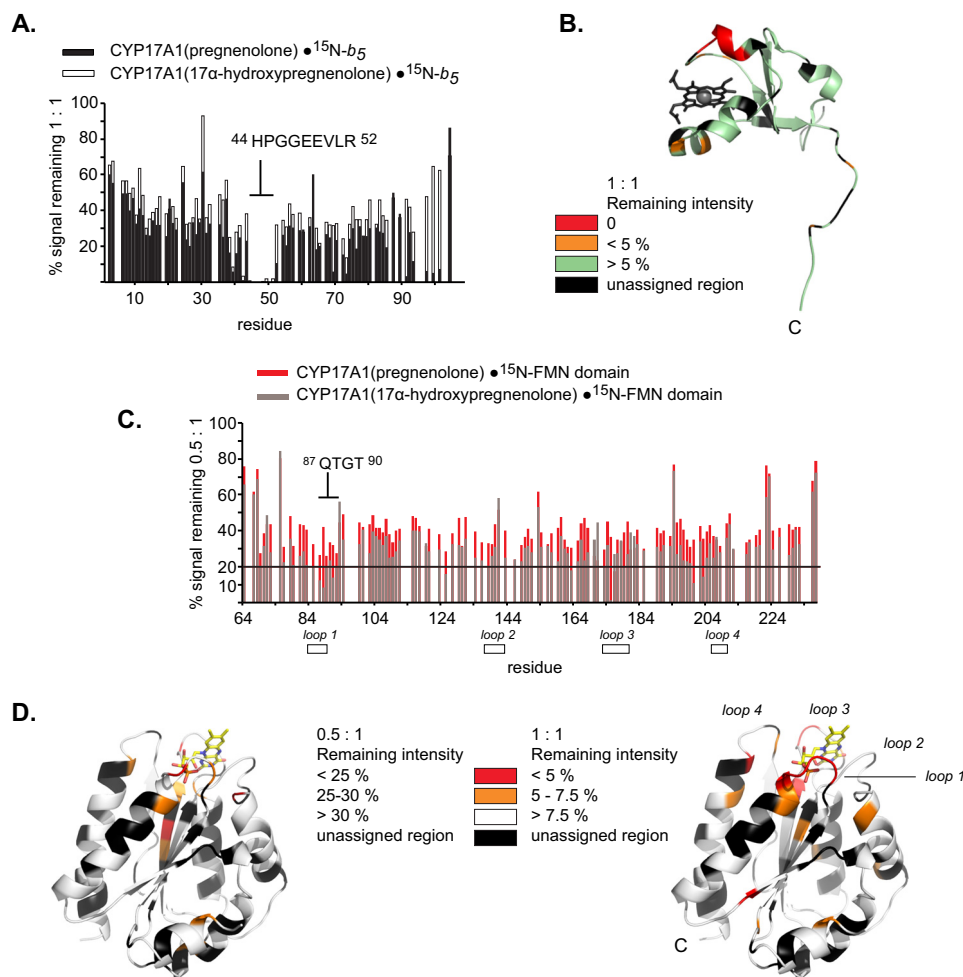 A.
CYP17A1(pregnenolone) ●¹⁵N-b₅
CYP17A1(17α-hydroxypregnenolone) ●¹⁵N-b₅
% signal remaining 1 : 1
100
80
60
40
20
⁴⁴ HPGGEEVLR ⁵²
10 30 50 70 90
residue
B.
1 : 1
Remaining intensity
0
< 5 %
> 5 %
unassigned region
C
CYP17A1(pregnenolone) ●¹⁵N-FMN domain
CYP17A1(17α-hydroxypregnenolone) ●¹⁵N-FMN domain
C.
% signal remaining 0.5 : 1
100
80
60
40
20
10
⁸⁷ QTGT ⁹⁰
64 84 104 124 144 164 184 204 224
loop 1 loop 2 loop 3 loop 4
residue
D.
0.5 : 1
Remaining intensity
< 25 %
25-30 %
> 30 %
unassigned region
1 : 1
Remaining intensity
< 5 %
5 - 7.5 %
> 7.5 %
unassigned region
loop 4
loop 3
loop 2
loop 1
C